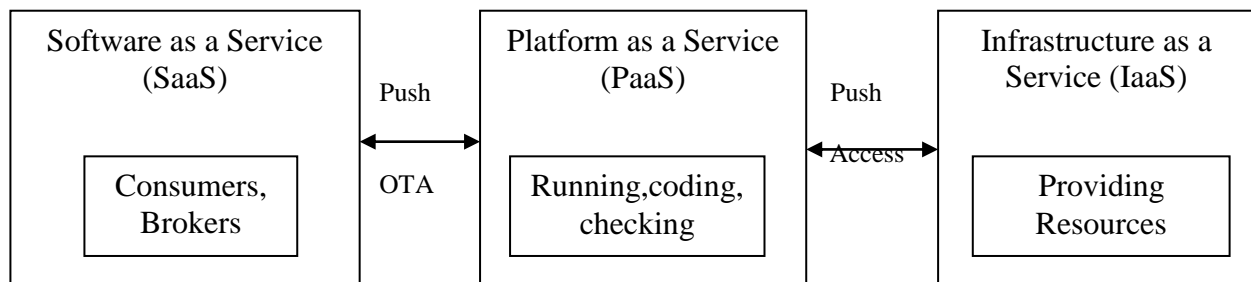 Software as a Service
(SaaS)
Consumers,
Brokers
Push
OTA
Platform as a Service
(PaaS)
Running,coding,
checking
Push
Access
Infrastructure as a
Service (IaaS)
Providing
Resources